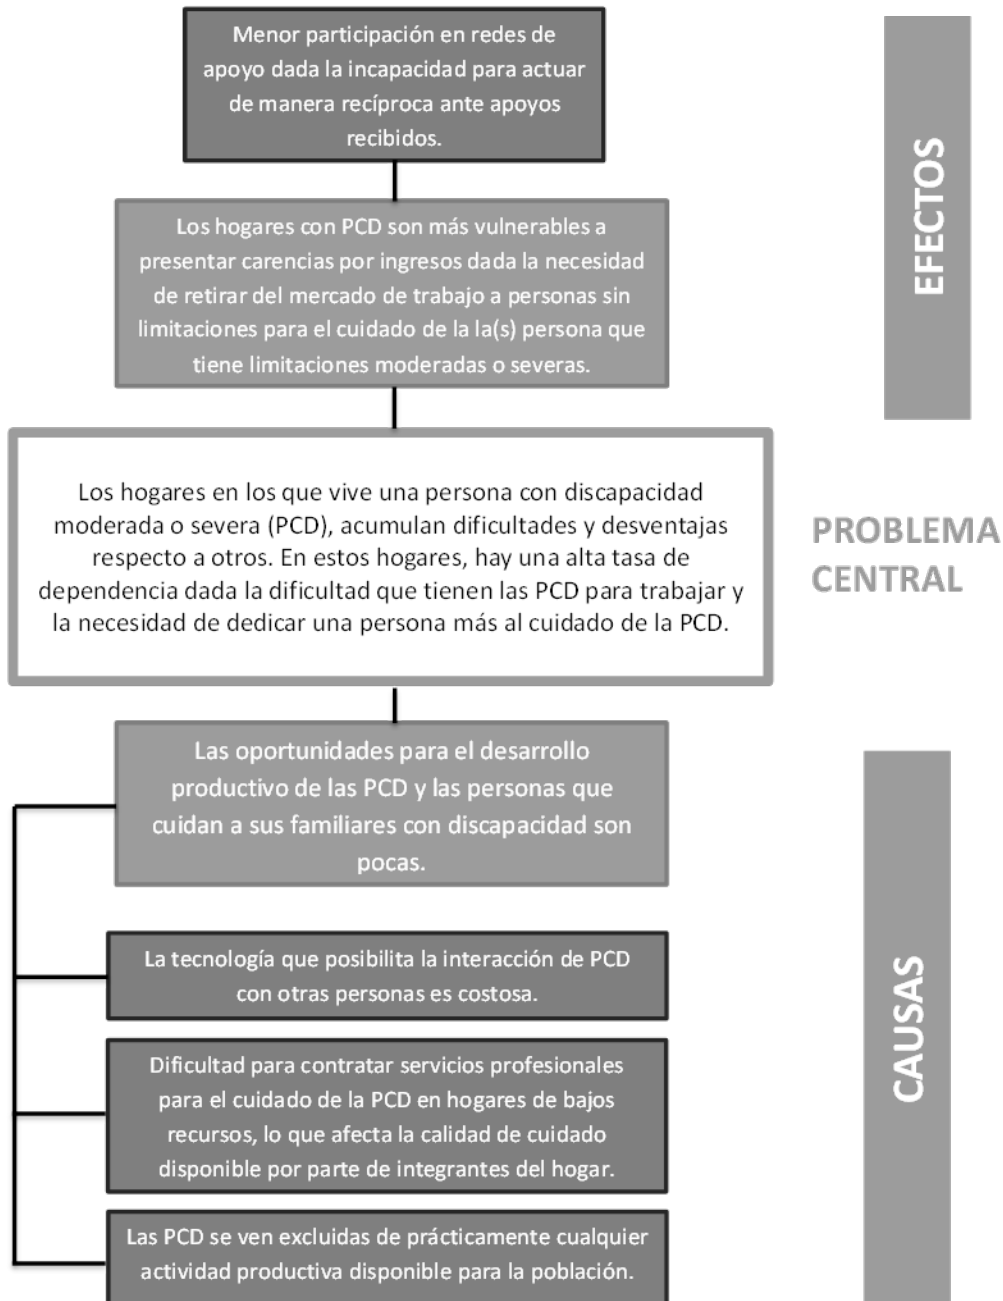 Menor participación en redes de
apoyo dada la incapacidad para actuar
de manera recíproca ante apoyos
recibidos.
Los hogares con PCD son más vulnerables a
presentar carencias por ingresos dada la necesidad
de retirar del mercado de trabajo a personas sin
limitaciones para el cuidado de la la(s) persona que
tiene limitaciones moderadas o severas.
EFECTOS
Los hogares en los que vive una persona con discapacidad
moderada o severa (PCD), acumulan dificultades y desventajas
respecto a otros. En estos hogares, hay una alta tasa de
dependencia dada la dificultad que tienen las PCD para trabajar y
la necesidad de dedicar una persona más al cuidado de la PCD.
PROBLEMA
CENTRAL
Las oportunidades para el desarrollo
productivo de las PCD y las personas que
cuidan a sus familiares con discapacidad son
pocas.
La tecnología que posibilita la interacción de PCD
con otras personas es costosa.
Dificultad para contratar servicios profesionales
para el cuidado de la PCD en hogares de bajos
recursos, lo que afecta la calidad de cuidado
disponible por parte de integrantes del hogar.
Las PCD se ven excluidas de prácticamente cualquier
actividad productiva disponible para la población.
CAUSAS